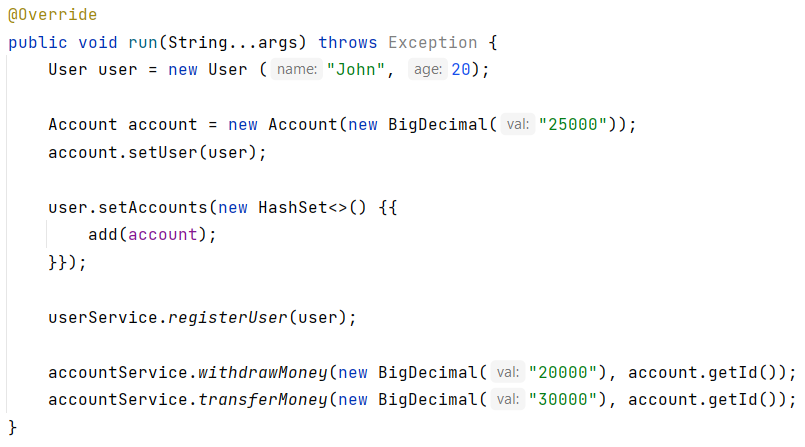 @Override
public void run(String...args) throws Exception {
User user = new User ( name: "John", age: 20);
Account account = new Account(new BigDecimal( val: "25000"));
account.setUser(user);
user.setAccounts(new HashSet<>() {{
add(account);
}});
userService.registerUser(user);
accountService.withdrawMoney(new BigDecimal( val: "20000"), account.getId());
accountService.transferMoney(new BigDecimal( val: "30000"), account.getId());
}